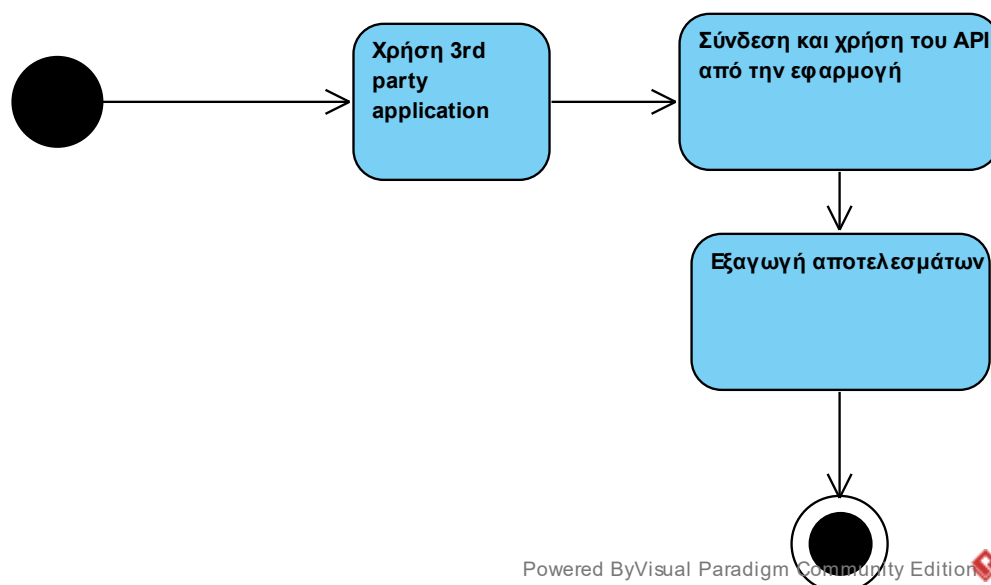 Χρήση 3rd
party
application
Σύνδεση και χρήση του API
από την εφαρμογή
Εξαγωγή αποτελεσμάτων
Powered ByVisual Paradigm Community Edition